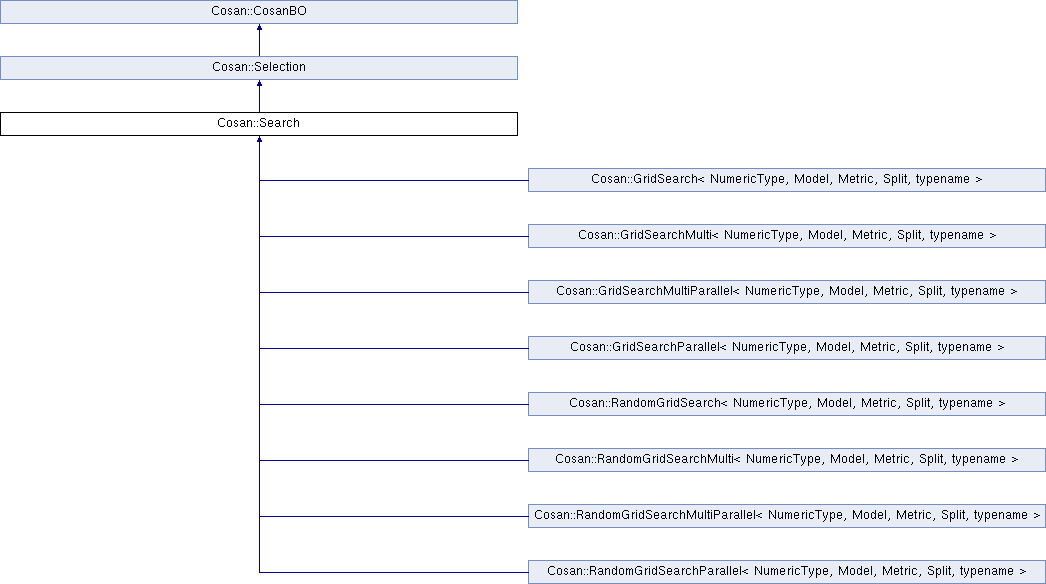 Cosan::CosanBO
Cosan::Selection
Cosan::Search
Cosan::GridSearch< NumericType, Model, Metric, Split, typename >
Cosan::GridSearchMulti< NumericType, Model, Metric, Split, typename >
Cosan::GridSearchMultiParallel< NumericType, Model, Metric, Split, typename >
Cosan::GridSearchParallel< NumericType, Model, Metric, Split, typename >
Cosan::RandomGridSearch< NumericType, Model, Metric, Split, typename >
Cosan::RandomGridSearchMulti< NumericType, Model, Metric, Split, typename >
Cosan::RandomGridSearchMultiParallel< NumericType, Model, Metric, Split, typename >
Cosan::RandomGridSearchParallel< NumericType, Model, Metric, Split, typename >